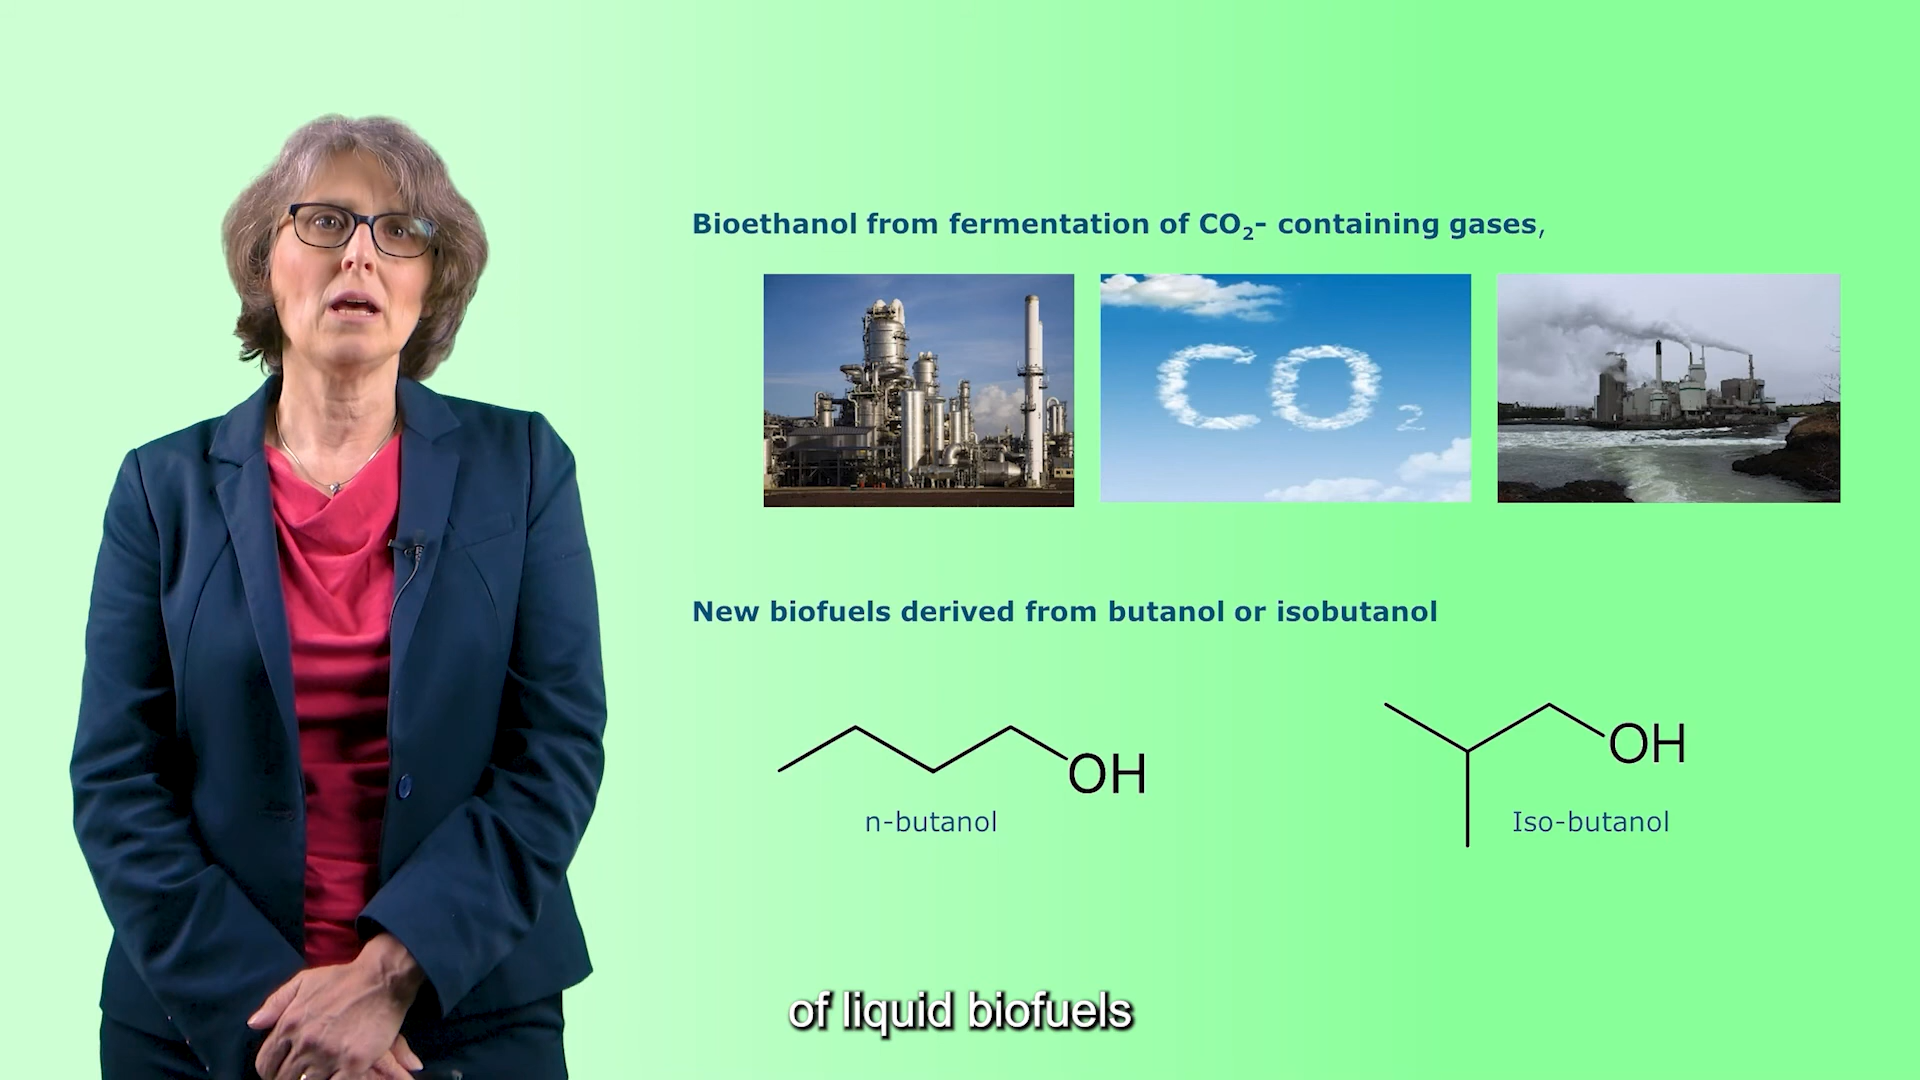 Bioethanol from fermentation of CO₂- containing gases,
CO₂
New biofuels derived from butanol or isobutanol
OH
OH
n-butanol
Iso-butanol
of liquid biofuels